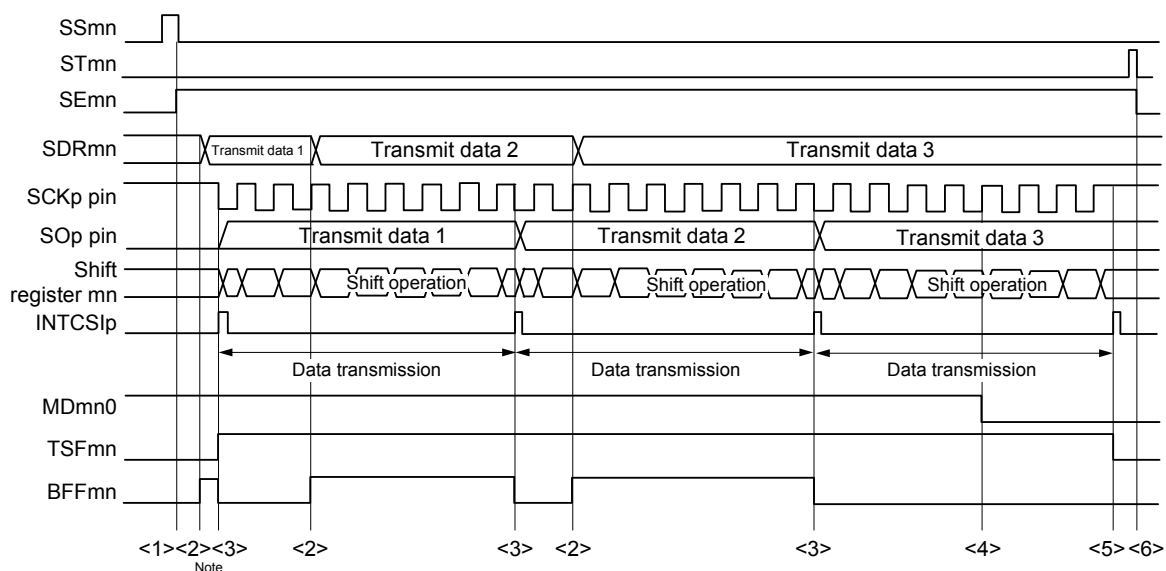 SSmn
STmn
SEmn
SDRmn
Transmit data 1
Transmit data 2
Transmit data 3
SCKp pin
SOp pin
Transmit data 1
Transmit data 2
Transmit data 3
Shift
register mn
Shift operation
Shift operation
Shift operation
INTCSIp
Data transmission
Data transmission
Data transmission
MDmn0
TSFmn
BFFmn
<1>
<2>
<3>
<2>
<3>
<2>
<3>
<4>
<5>
<6>
Note